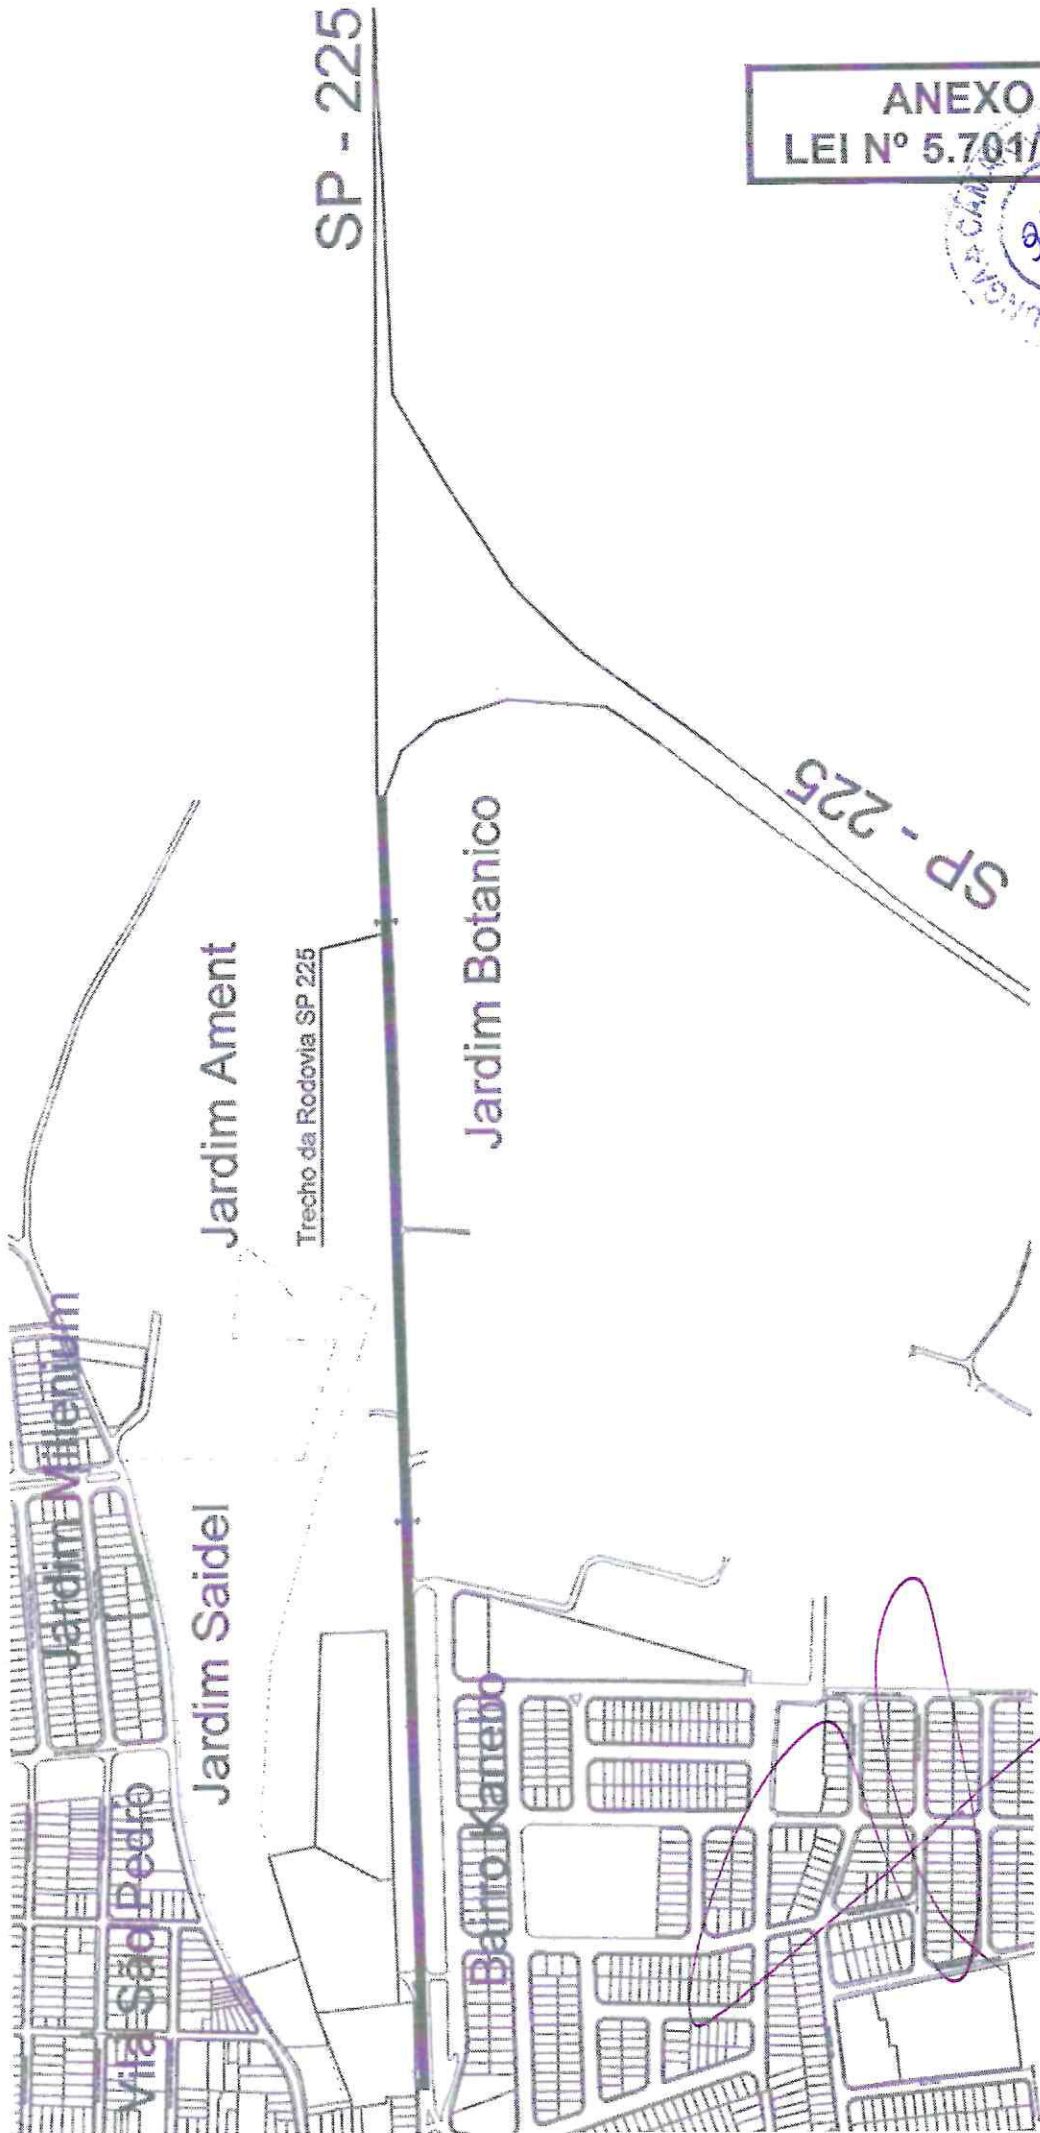 ANEXO
LEI Nº 5.701/
SP - 225
SP - 225
Jardim Ament
Trecho da Rodovia SP 225
Jardim Botanico
Jardim Millenium
Jardim Saidel
Vila São Pedro
Bairro Kanebo